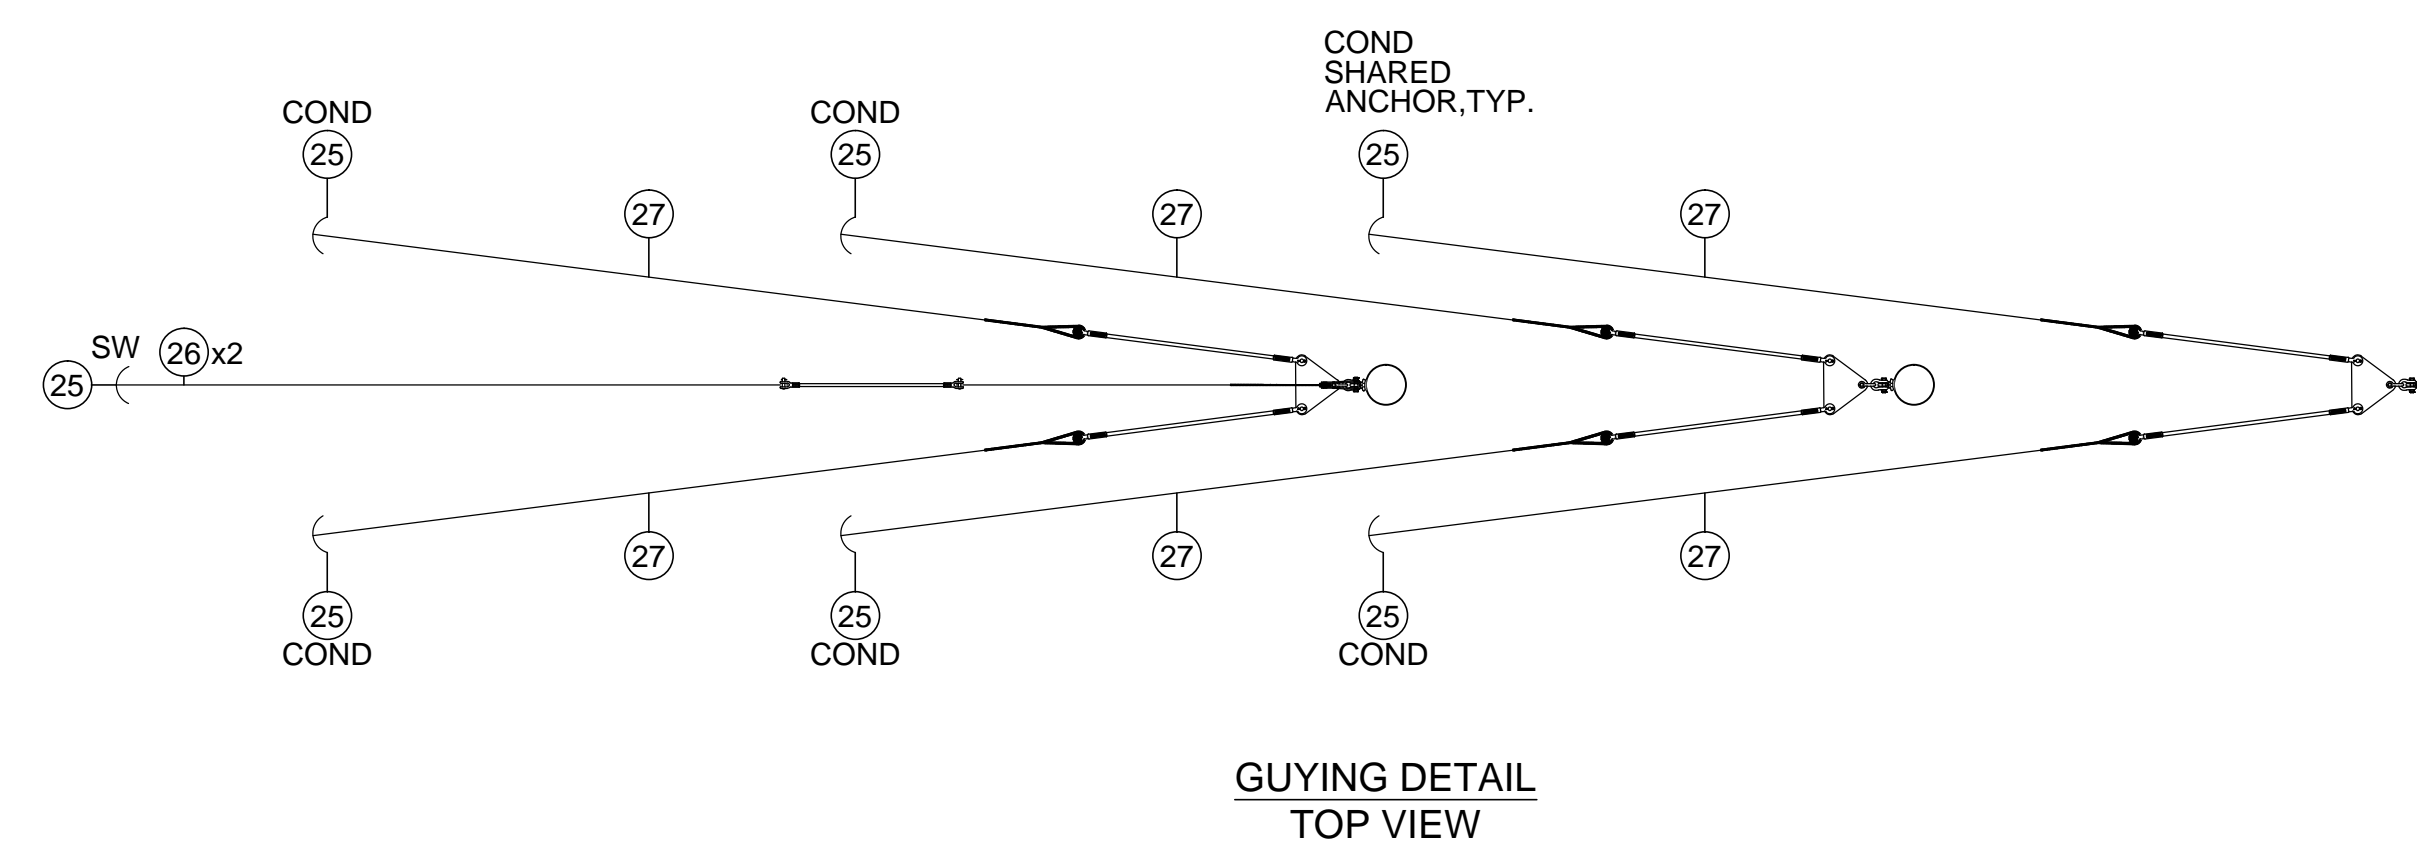 COND
SHARED
ANCHOR,TYP.
COND
COND
25
25
25
27
27
27
SW
26 x2
25
27
27
27
25
25
25
COND
COND
COND
GUYING DETAIL
TOP VIEW